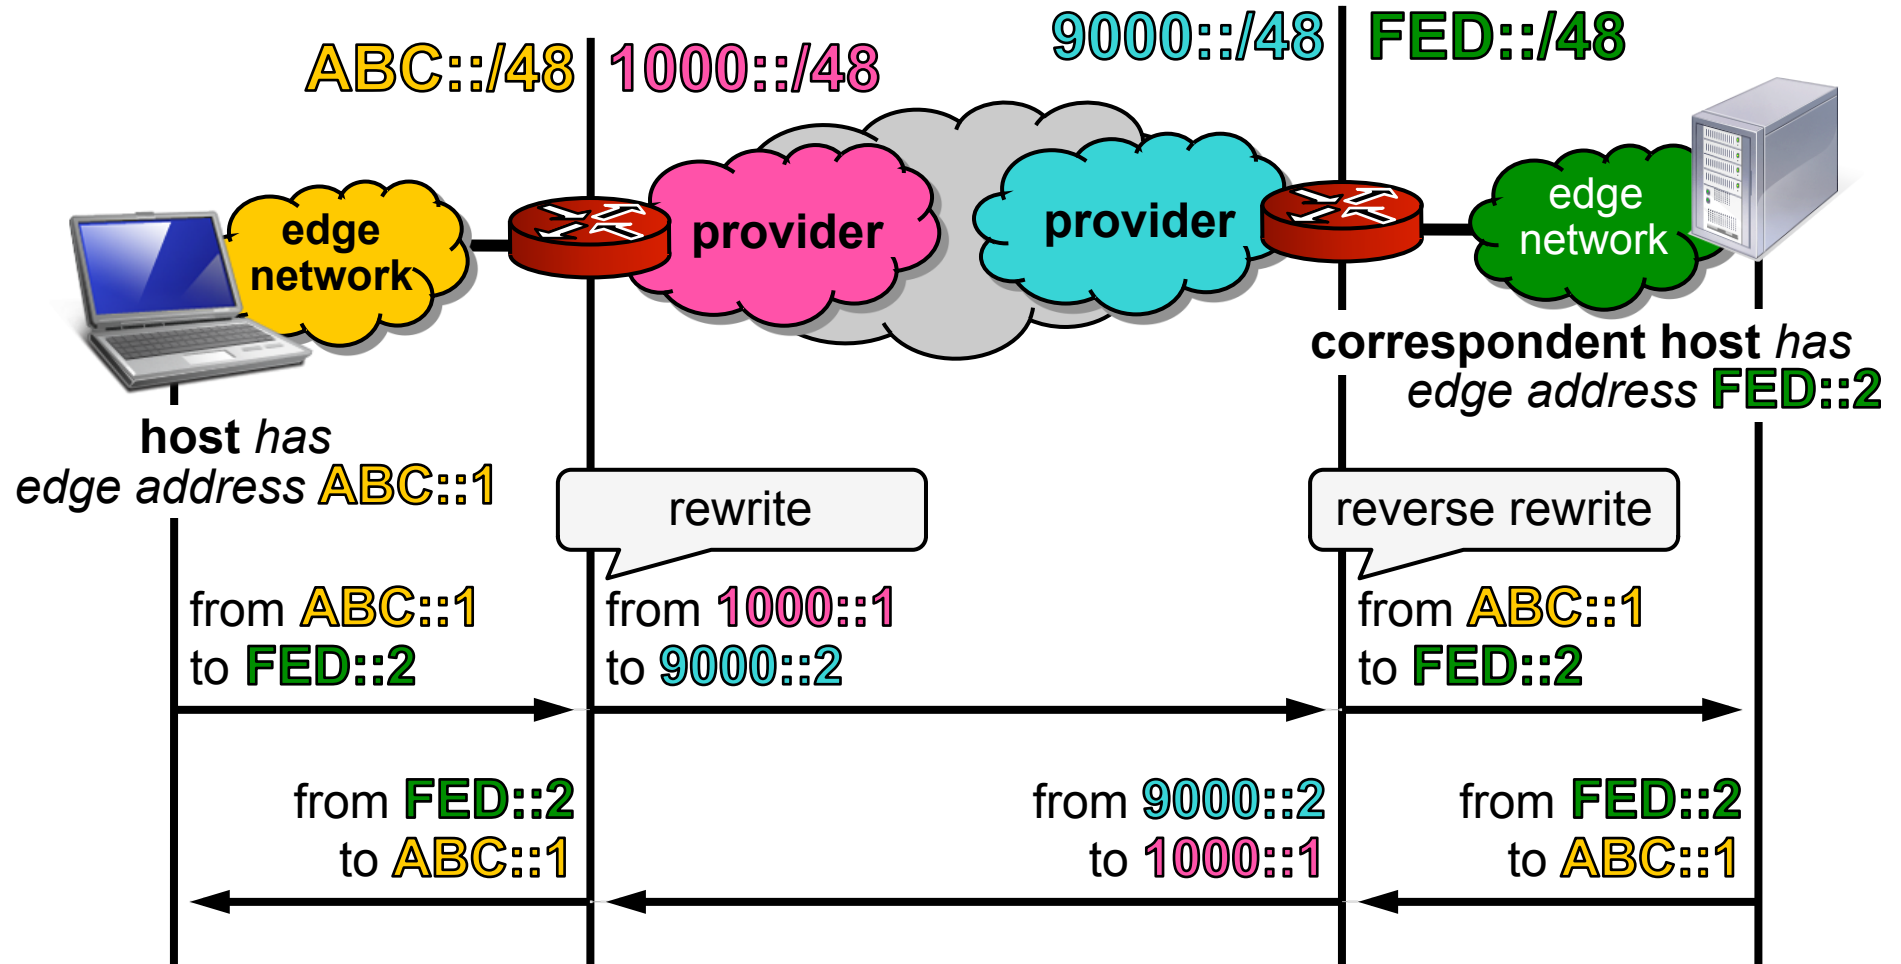 ABC::/48 1000::/48 9000::/48 FED::/48
edge
network
provider
provider
edge
network
correspondent host has
edge address FED::2
host has
edge address ABC::1
rewrite
reverse rewrite
from ABC::1
to FED::2
from 1000::1
to 9000::2
from ABC::1
to FED::2
from FED::2
to ABC::1
from 9000::2
to 1000::1
from FED::2
to ABC::1